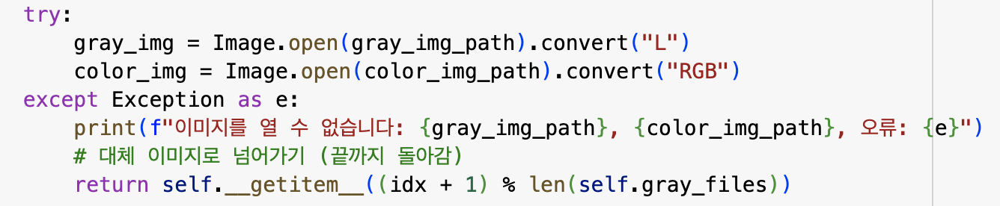 try:
    gray_img = Image.open(gray_img_path).convert("L")
    color_img = Image.open(color_img_path).convert("RGB")
except Exception as e:
    print(f"이미지를 열 수 없습니다: {gray_img_path}, {color_img_path}, 오류: {e}")
    # 대체 이미지로 넘어가기 (끝까지 돌아감)
    return self.__getitem__((idx + 1) % len(self.gray_files))